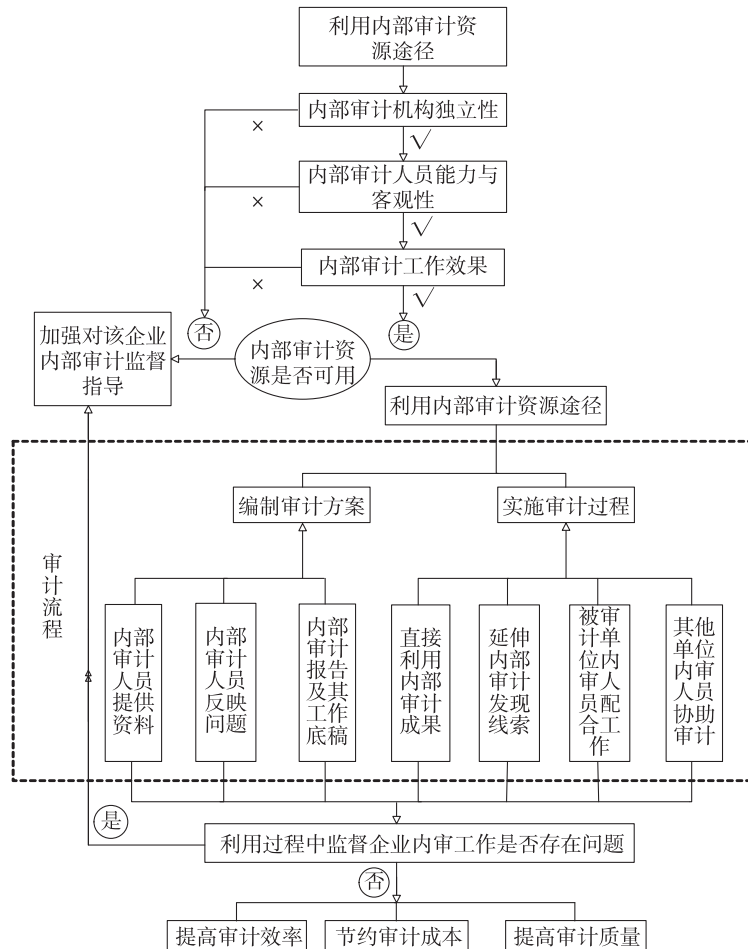 利用内部审计资
源途径
内部审计机构独立性
×
√
内部审计人员能力与
客观性
×
√
内部审计工作效果
×
√
否
是
加强对该企业
内部审计监督
指导
内部审计资
源是否可用
利用内部审计资源途径
编制审计方案
实施审计过程
审计流程
内部
审计
人员
提供
资料
内部
审计
人员
反映
问题
内部
审计
报告
及其
工作
底稿
直接
利用
内部
审计
成果
延伸
内部
审计
发现
线索
被审
计单
位内
审人
员配
合工
作
其他
单位
内审
人员
协助
审计
是
利用过程中监督企业内审工作是否存在问题
否
提高审计效率
节约审计成本
提高审计质量